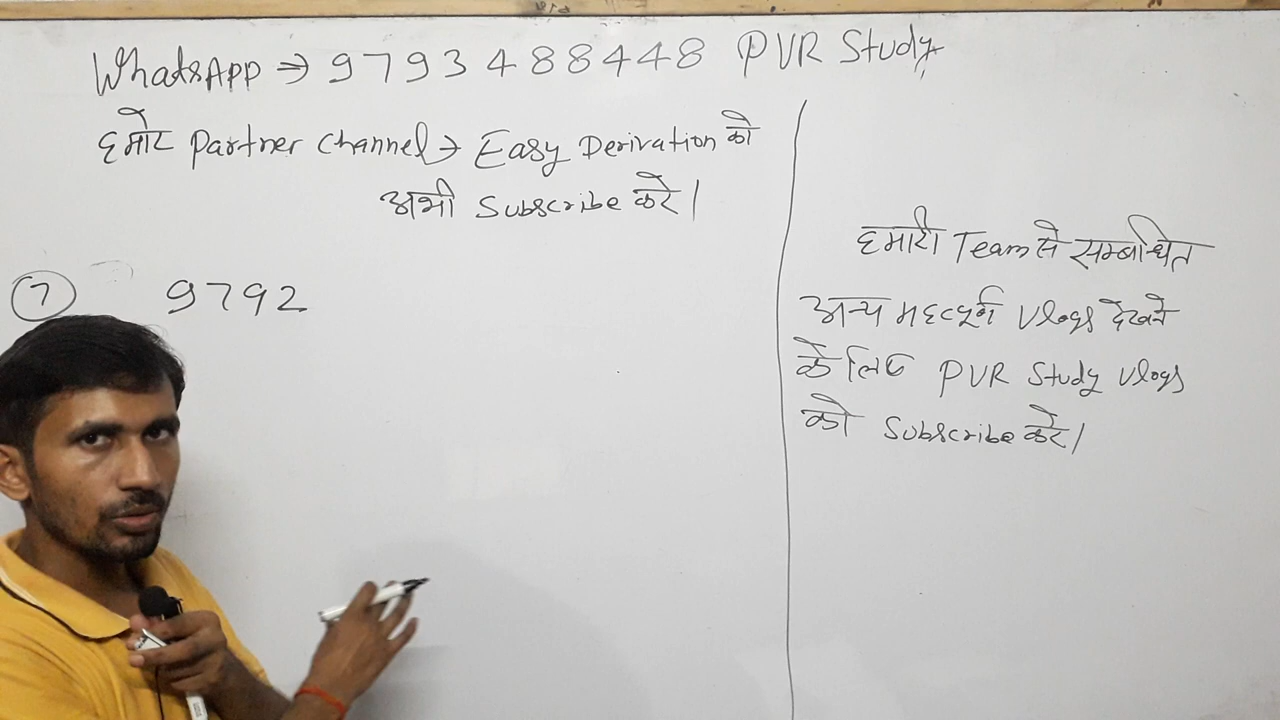 WhatsApp → 9793488448 PVR Study
हमारे Partner Channel → Easy Derivation को
अभी Subscribe करे।
7 9792
हमारी Team से सम्बन्धित
अन्य महत्वपूर्ण Vlogs देखने
के लिए PVR Study Vlogs
को Subscribe करे।